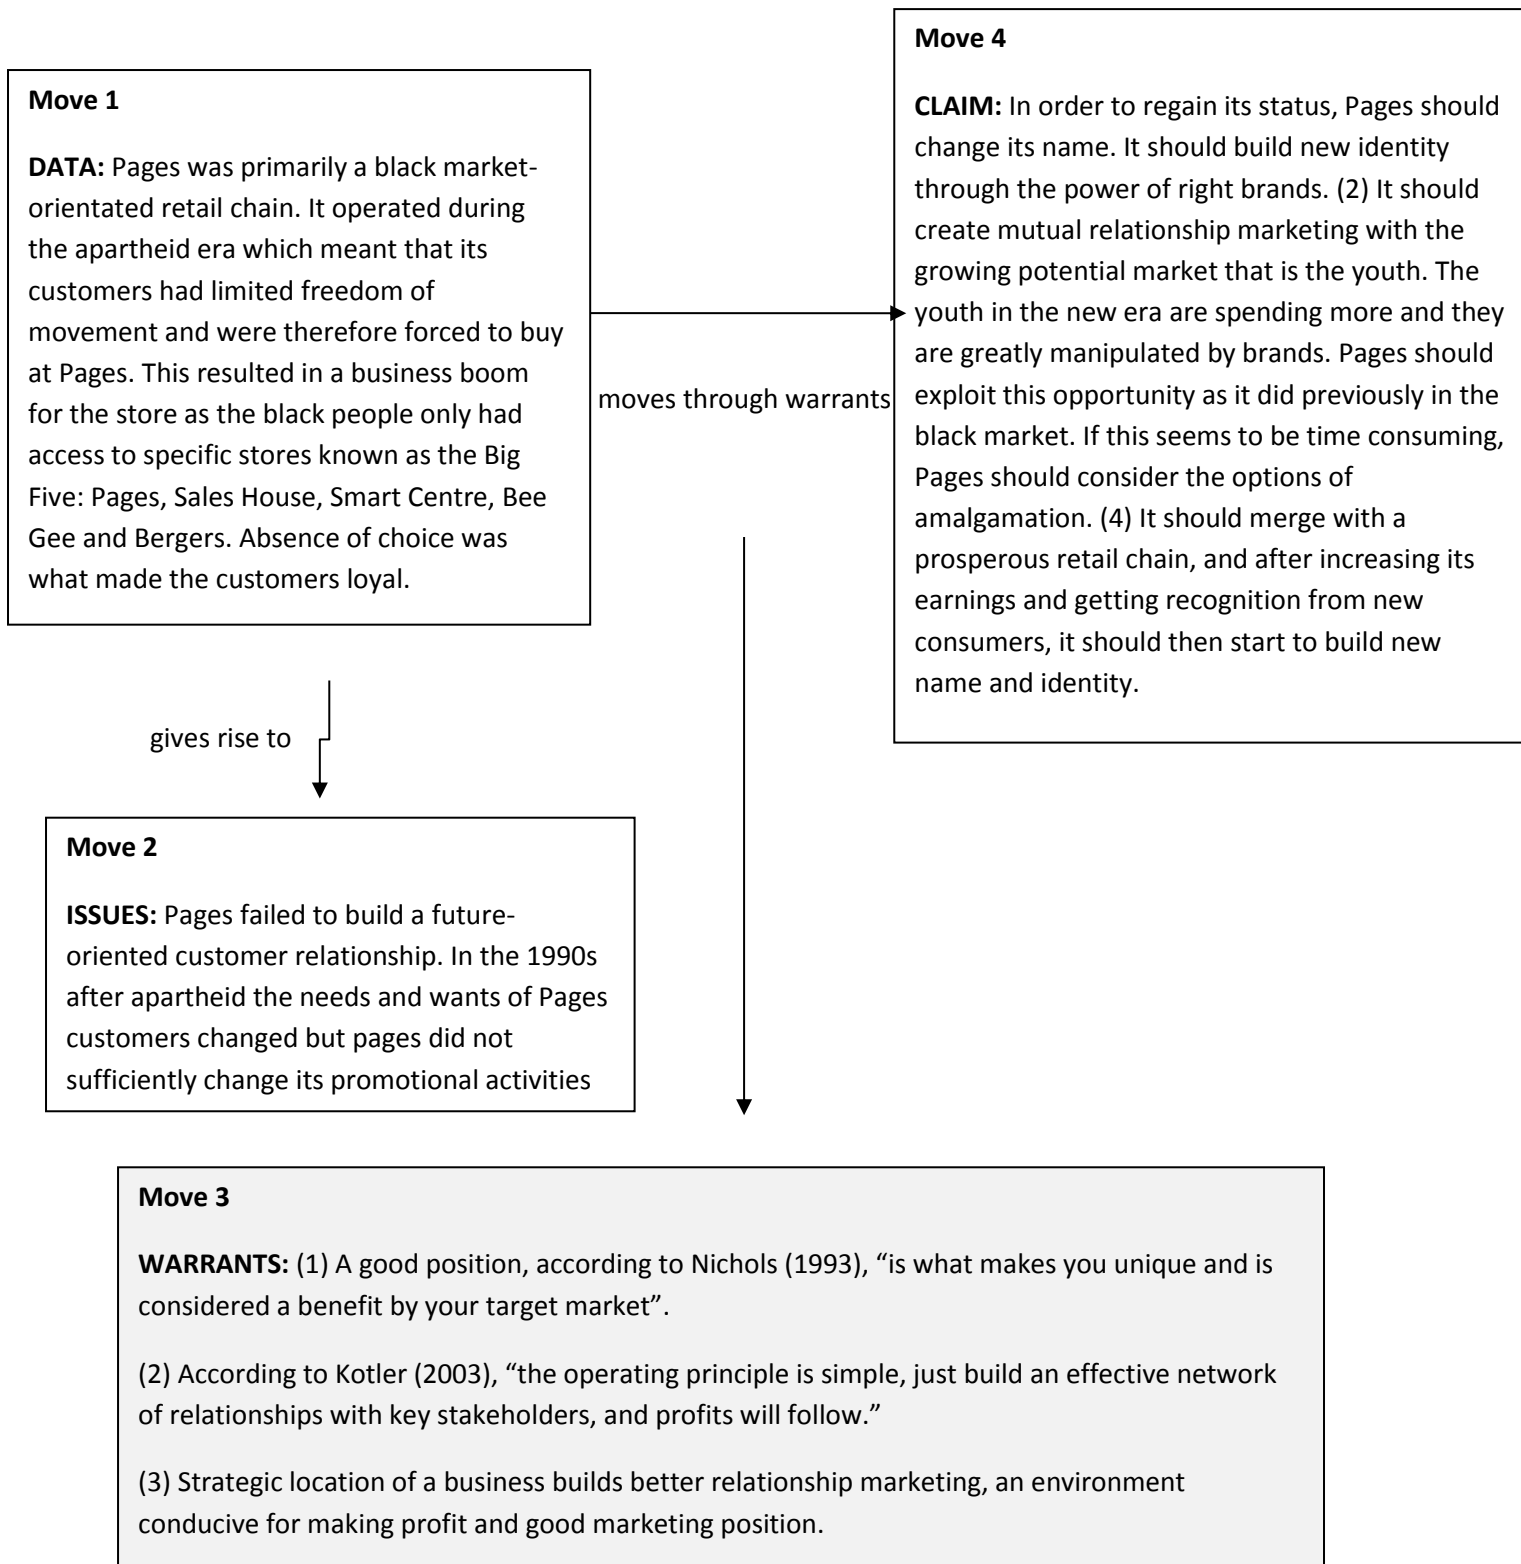 Move 1
DATA: Pages was primarily a black market-
orientated retail chain. It operated during
the apartheid era which meant that its
customers had limited freedom of
movement and were therefore forced to buy
at Pages. This resulted in a business boom
for the store as the black people only had
access to specific stores known as the Big
Five: Pages, Sales House, Smart Centre, Bee
Gee and Bergers. Absence of choice was
what made the customers loyal.
moves through warrants
Move 4
CLAIM: In order to regain its status, Pages should
change its name. It should build new identity
through the power of right brands. (2) It should
create mutual relationship marketing with the
growing potential market that is the youth. The
youth in the new era are spending more and they
are greatly manipulated by brands. Pages should
exploit this opportunity as it did previously in the
black market. If this seems to be time consuming,
Pages should consider the options of
amalgamation. (4) It should merge with a
prosperous retail chain, and after increasing its
earnings and getting recognition from new
consumers, it should then start to build new
name and identity.
gives rise to
Move 2
ISSUES: Pages failed to build a future-
oriented customer relationship. In the 1990s
after apartheid the needs and wants of Pages
customers changed but pages did not
sufficiently change its promotional activities
Move 3
WARRANTS: (1) A good position, according to Nichols (1993), “is what makes you unique and is
considered a benefit by your target market”.
(2) According to Kotler (2003), “the operating principle is simple, just build an effective network
of relationships with key stakeholders, and profits will follow.”
(3) Strategic location of a business builds better relationship marketing, an environment
conducive for making profit and good marketing position.